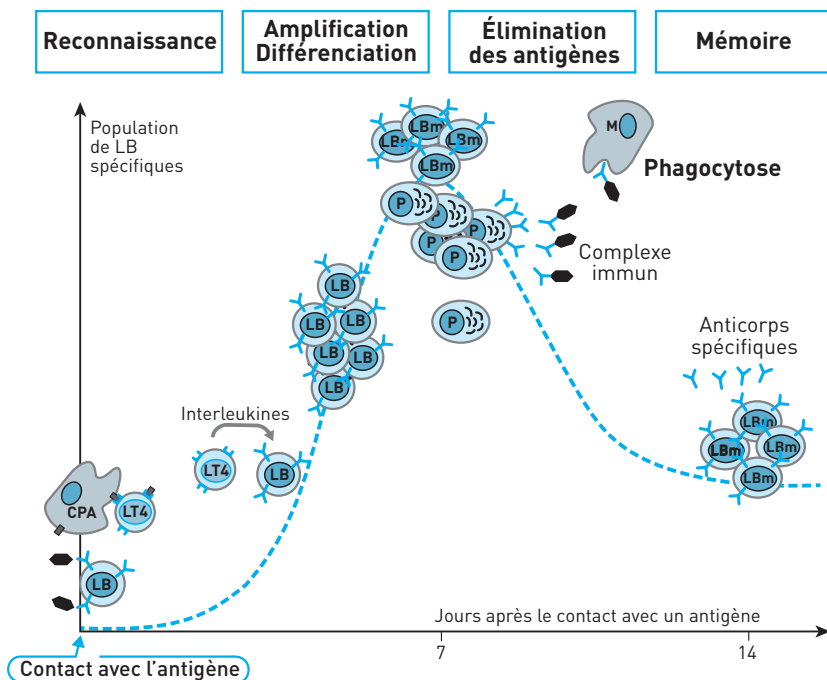 Reconnaissance
Amplification
Différenciation
Élimination
des antigènes
Mémoire
Population
de LB
spécifiques
LBm
LBm
LBm
LBm
M
Phagocytose
P
P
P
P
P
P
Complexe
immun
LB
LB
LB
LB
LB
LB
Anticorps
spécifiques
Interleukines
LT4
LB
LBm
LBm
LBm
LBm
CPA
LT4
LB
Jours après le contact avec un antigène
7
14
Contact avec l'antigène